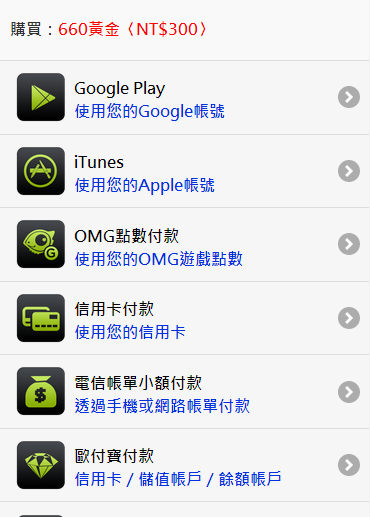 購買：660黃金〈NT$300〉
Google Play
使用您的Google帳號
iTunes
使用您的Apple帳號
OMG點數付款
使用您的OMG遊戲點數
信用卡付款
使用您的信用卡
電信帳單小額付款
透過手機或網路帳單付款
歐付寶付款
信用卡 / 儲值帳戶 / 餘額帳戶